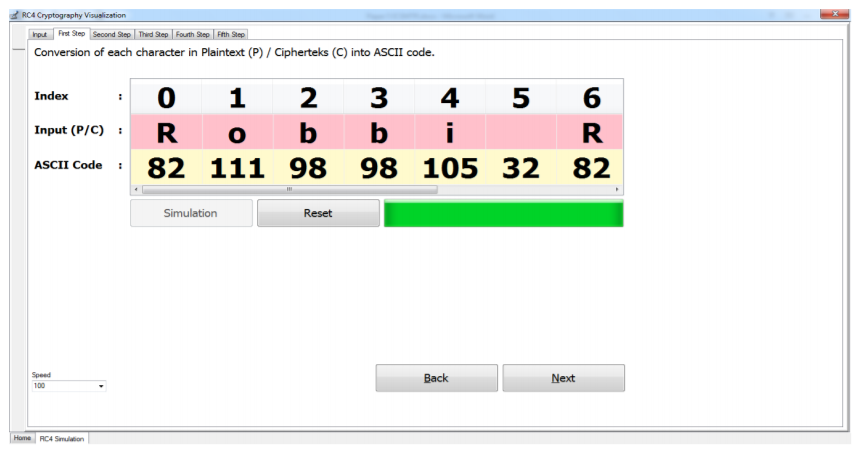 RC4 Cryptography Visualization
Input First Step Second Step Third Step Fourth Step Fifth Step
Conversion of each character in Plaintext (P) / Cipherteks (C) into ASCII code.
Index : 0 1 2 3 4 5 6
Input (P/C) : R o b b i R
ASCII Code : 82 111 98 98 105 32 82
Simulation Reset
Speed
100
Back Next
Home RC4 Simulation